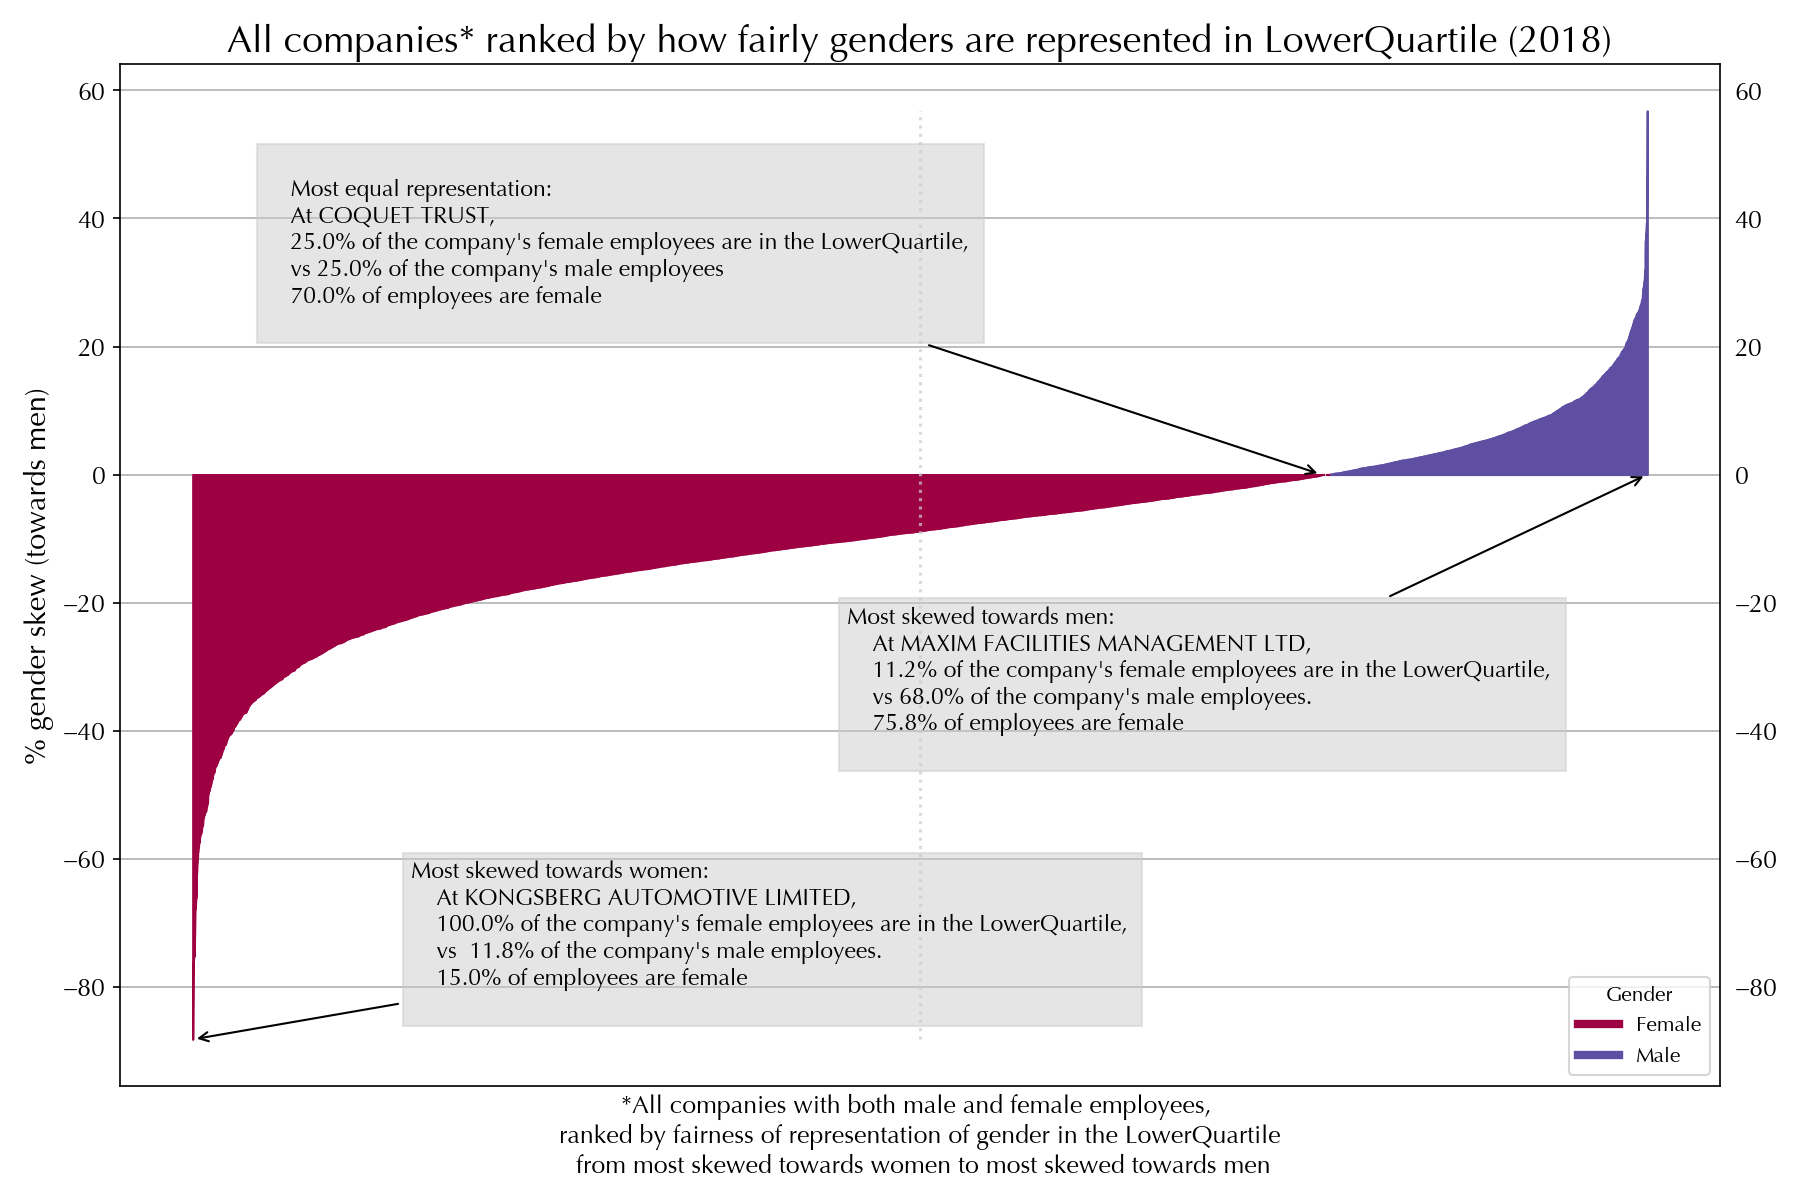 All companies* ranked by how fairly genders are represented in LowerQuartile (2018)
60
40
20
0
−20
−40
−60
−80
% gender skew (towards men)
60
40
20
0
−20
−40
−60
−80
Most equal representation:
At COQUET TRUST,
25.0% of the company's female employees are in the LowerQuartile,
vs 25.0% of the company's male employees
70.0% of employees are female
Most skewed towards men:
At MAXIM FACILITIES MANAGEMENT LTD,
11.2% of the company's female employees are in the LowerQuartile,
vs 68.0% of the company's male employees.
75.8% of employees are female
Most skewed towards women:
At KONGSBERG AUTOMOTIVE LIMITED,
100.0% of the company's female employees are in the LowerQuartile,
vs  11.8% of the company's male employees.
15.0% of employees are female
Gender
Female
Male
*All companies with both male and female employees,
ranked by fairness of representation of gender in the LowerQuartile
from most skewed towards women to most skewed towards men